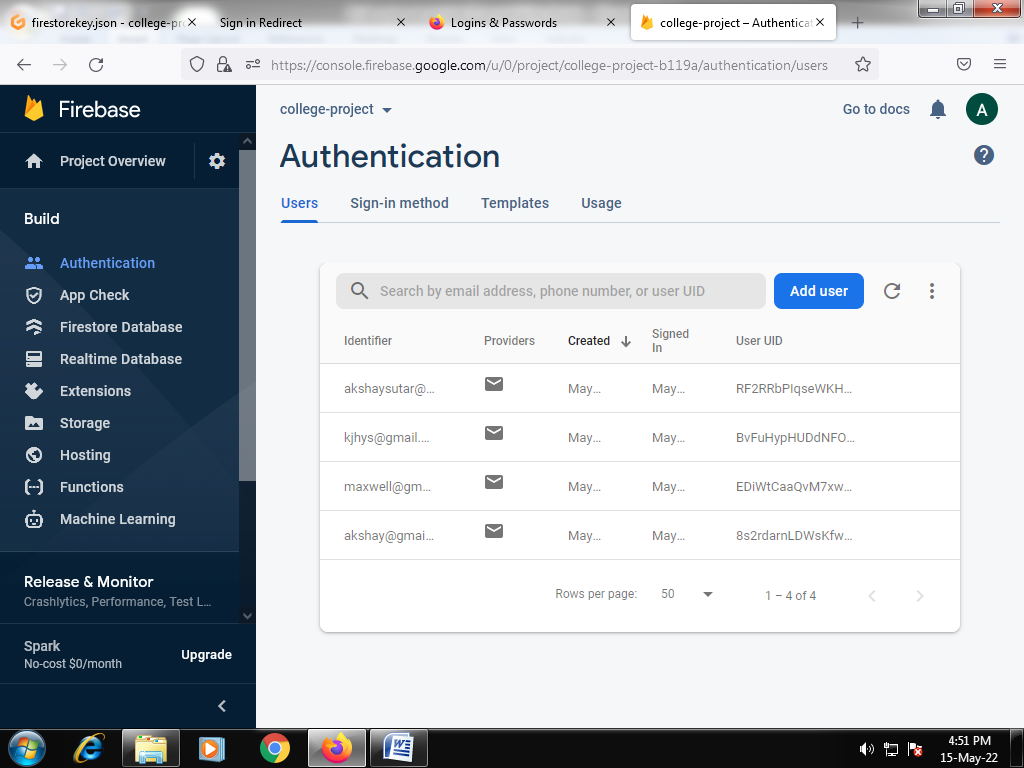 firestorekey.json - college-pr
Sign in Redirect
Logins & Passwords
college-project – Authenticat
https://console.firebase.google.com/u/0/project/college-project-b119a/authentication/users
Firebase
college-project
Go to docs
A
Project Overview
Authentication
Users Sign-in method Templates Usage
Build
Authentication
App Check
Firestore Database
Realtime Database
Extensions
Storage
Hosting
Functions
Machine Learning
Release & Monitor
Crashlytics, Performance, Test L...
Spark
No-cost $0/month
Upgrade
Search by email address, phone number, or user UID
Add user
Identifier Providers Created Signed In User UID
akshaysutar@... May... May... RF2RRbPIqseWKH...
kjhys@gmail.... May... May... BvFuHypHUDdNFO...
maxwell@gm... May... May... EDiWtCaaQvM7xw...
akshay@gmai... May... May... 8s2rdarnLDWsKfw...
Rows per page: 50 1 – 4 of 4
4:51 PM
15-May-22